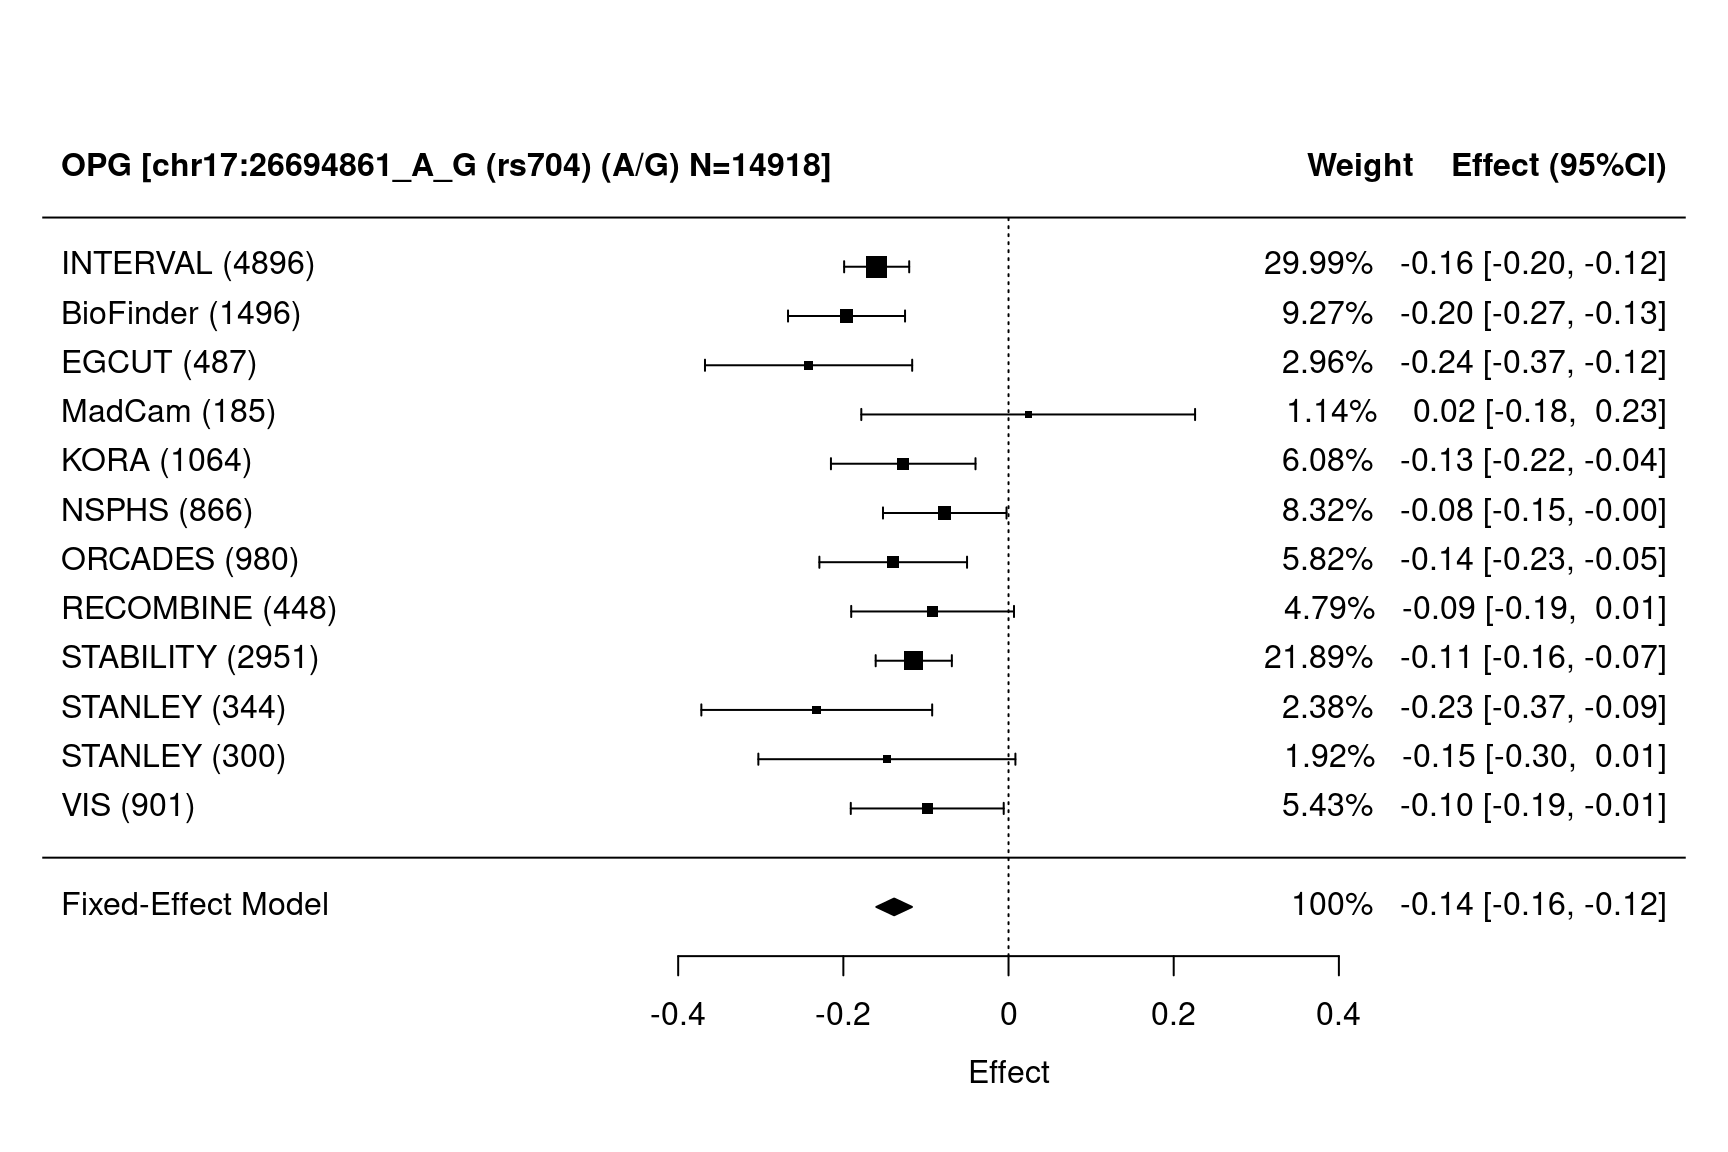 OPG [chr17:26694861_A_G (rs704) (A/G) N=14918] Weight Effect (95%CI)
INTERVAL (4896) 29.99% -0.16 [-0.20, -0.12]
BioFinder (1496) 9.27% -0.20 [-0.27, -0.13]
EGCUT (487) 2.96% -0.24 [-0.37, -0.12]
MadCam (185) 1.14% 0.02 [-0.18, 0.23]
KORA (1064) 6.08% -0.13 [-0.22, -0.04]
NSPHS (866) 8.32% -0.08 [-0.15, -0.00]
ORCADES (980) 5.82% -0.14 [-0.23, -0.05]
RECOMBINE (448) 4.79% -0.09 [-0.19, 0.01]
STABILITY (2951) 21.89% -0.11 [-0.16, -0.07]
STANLEY (344) 2.38% -0.23 [-0.37, -0.09]
STANLEY (300) 1.92% -0.15 [-0.30, 0.01]
VIS (901) 5.43% -0.10 [-0.19, -0.01]
Fixed-Effect Model 100% -0.14 [-0.16, -0.12]
-0.4 -0.2 0 0.2 0.4
Effect